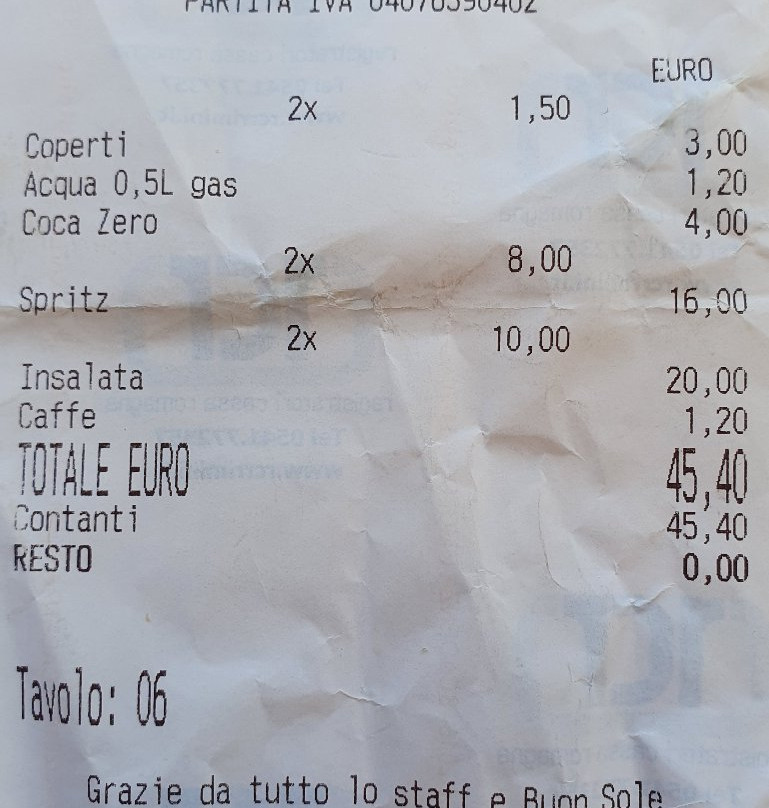 PARTITA IVA 04070590402
EURO
2x 1,50
Coperti 3,00
Acqua 0,5L gas 1,20
Coca Zero 4,00
2x 8,00
Spritz 16,00
2x 10,00
Insalata 20,00
Caffe 1,20
TOTALE EURO 45,40
Contanti 45,40
RESTO 0,00
Tavolo: 06
Grazie da tutto lo staff e Buon Sole